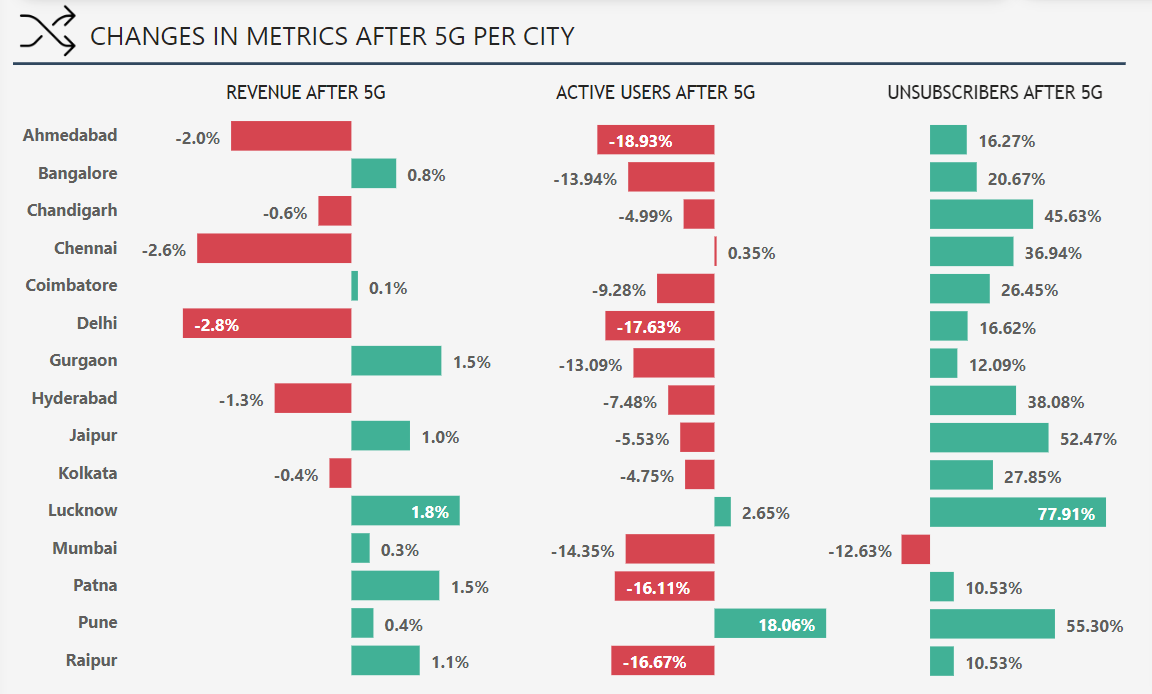 CHANGES IN METRICS AFTER 5G PER CITY
REVENUE AFTER 5G ACTIVE USERS AFTER 5G UNSUBSCRIBERS AFTER 5G
Ahmedabad -2.0% -18.93% 16.27%
Bangalore 0.8% -13.94% 20.67%
Chandigarh -0.6% -4.99% 45.63%
Chennai -2.6% 0.35% 36.94%
Coimbatore 0.1% -9.28% 26.45%
Delhi -2.8% -17.63% 16.62%
Gurgaon 1.5% -13.09% 12.09%
Hyderabad -1.3% -7.48% 38.08%
Jaipur 1.0% -5.53% 52.47%
Kolkata -0.4% -4.75% 27.85%
Lucknow 1.8% 2.65% 77.91%
Mumbai 0.3% -14.35% -12.63%
Patna 1.5% -16.11% 10.53%
Pune 0.4% 18.06% 55.30%
Raipur 1.1% -16.67% 10.53%